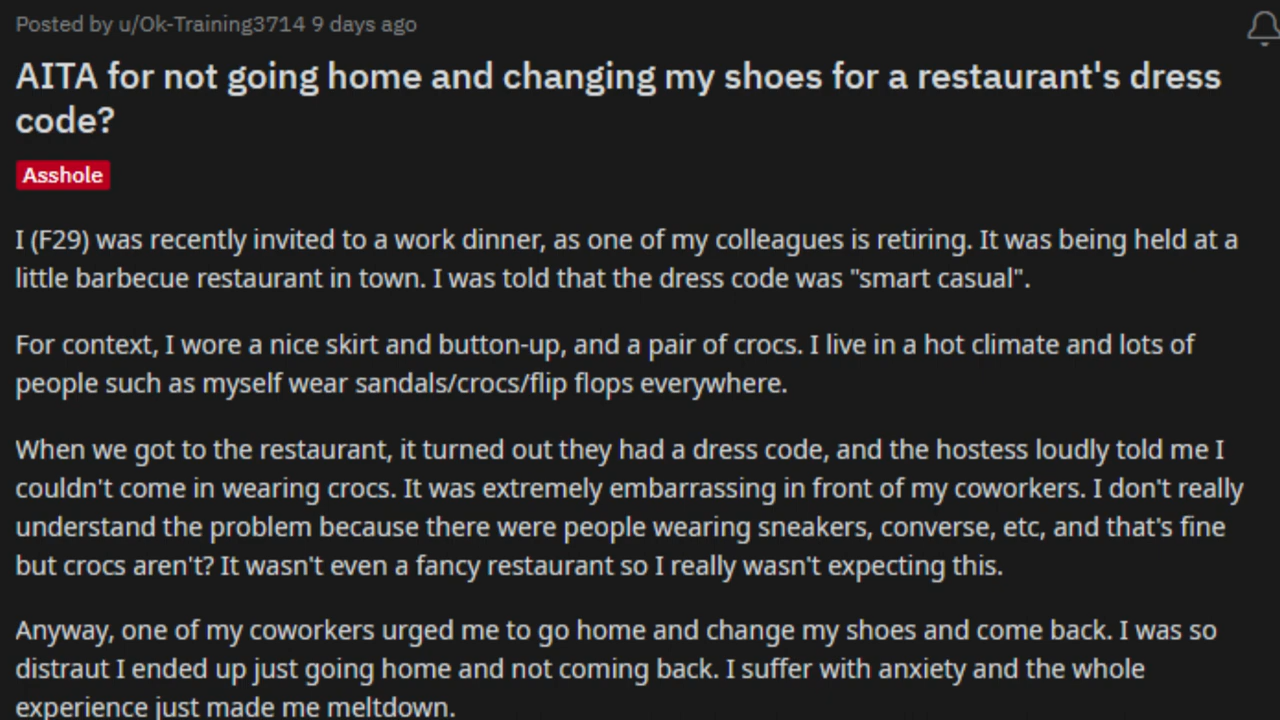 Posted by u/Ok-Training3714 9 days ago
AITA for not going home and changing my shoes for a restaurant's dress
code?
Asshole
I (F29) was recently invited to a work dinner, as one of my colleagues is retiring. It was being held at a
little barbecue restaurant in town. I was told that the dress code was "smart casual".
For context, I wore a nice skirt and button-up, and a pair of crocs. I live in a hot climate and lots of
people such as myself wear sandals/crocs/flip flops everywhere.
When we got to the restaurant, it turned out they had a dress code, and the hostess loudly told me I
couldn't come in wearing crocs. It was extremely embarrassing in front of my coworkers. I don't really
understand the problem because there were people wearing sneakers, converse, etc, and that's fine
but crocs aren't? It wasn't even a fancy restaurant so I really wasn't expecting this.
Anyway, one of my coworkers urged me to go home and change my shoes and come back. I was so
distraut I ended up just going home and not coming back. I suffer with anxiety and the whole
experience just made me meltdown.